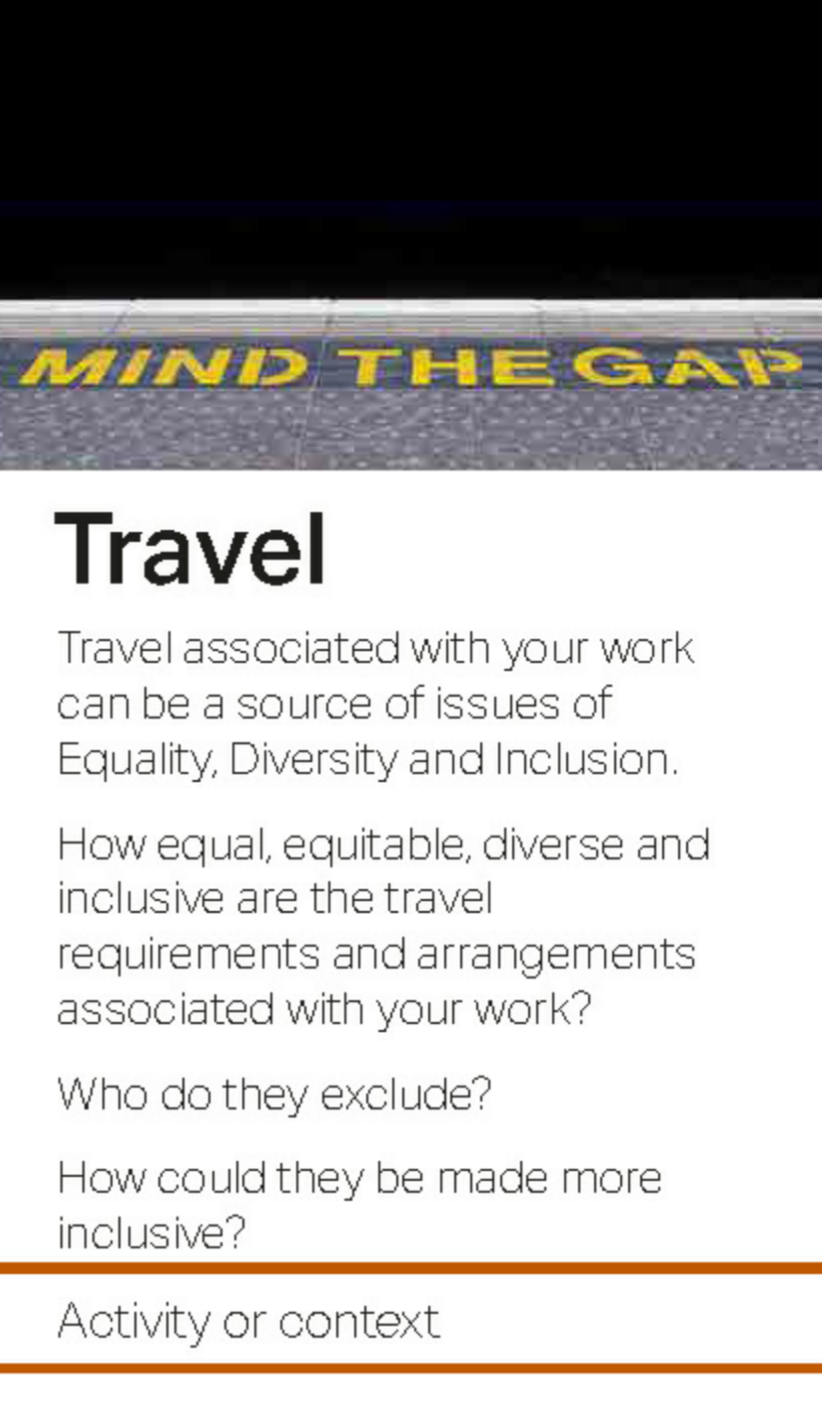 MIND THE GAP
Travel
Travel associated with your work
can be a source of issues of
Equality, Diversity and Inclusion.
How equal, equitable, diverse and
inclusive are the travel
requirements and arrangements
associated with your work?
Who do they exclude?
How could they be made more
inclusive?
Activity or context